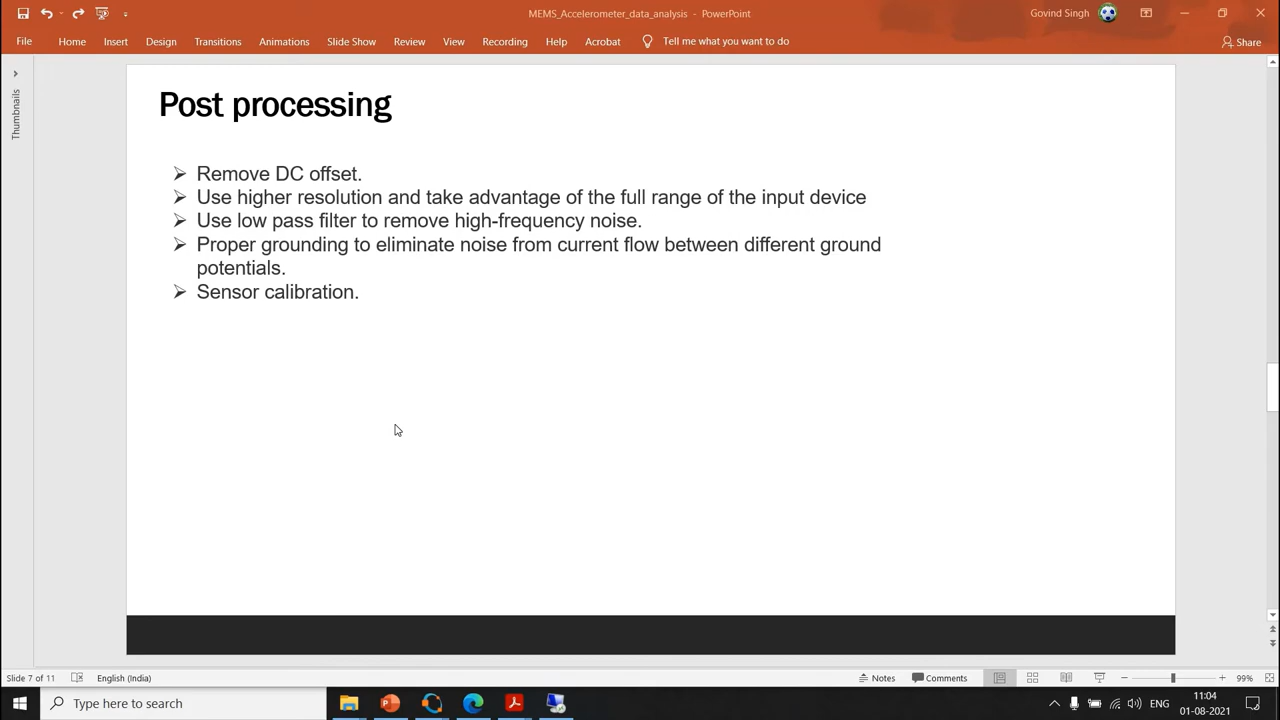 MEMS_Accelerometer_data_analysis - PowerPoint
Govind Singh
File Home Insert Design Transitions Animations Slide Show Review View Recording Help Acrobat Tell me what you want to do Share
Thumbnails
Post processing
➢ Remove DC offset.
➢ Use higher resolution and take advantage of the full range of the input device
➢ Use low pass filter to remove high-frequency noise.
➢ Proper grounding to eliminate noise from current flow between different ground
potentials.
➢ Sensor calibration.
Slide 7 of 11 English (India) Notes Comments 99%
Type here to search
ENG
11:04
01-08-2021